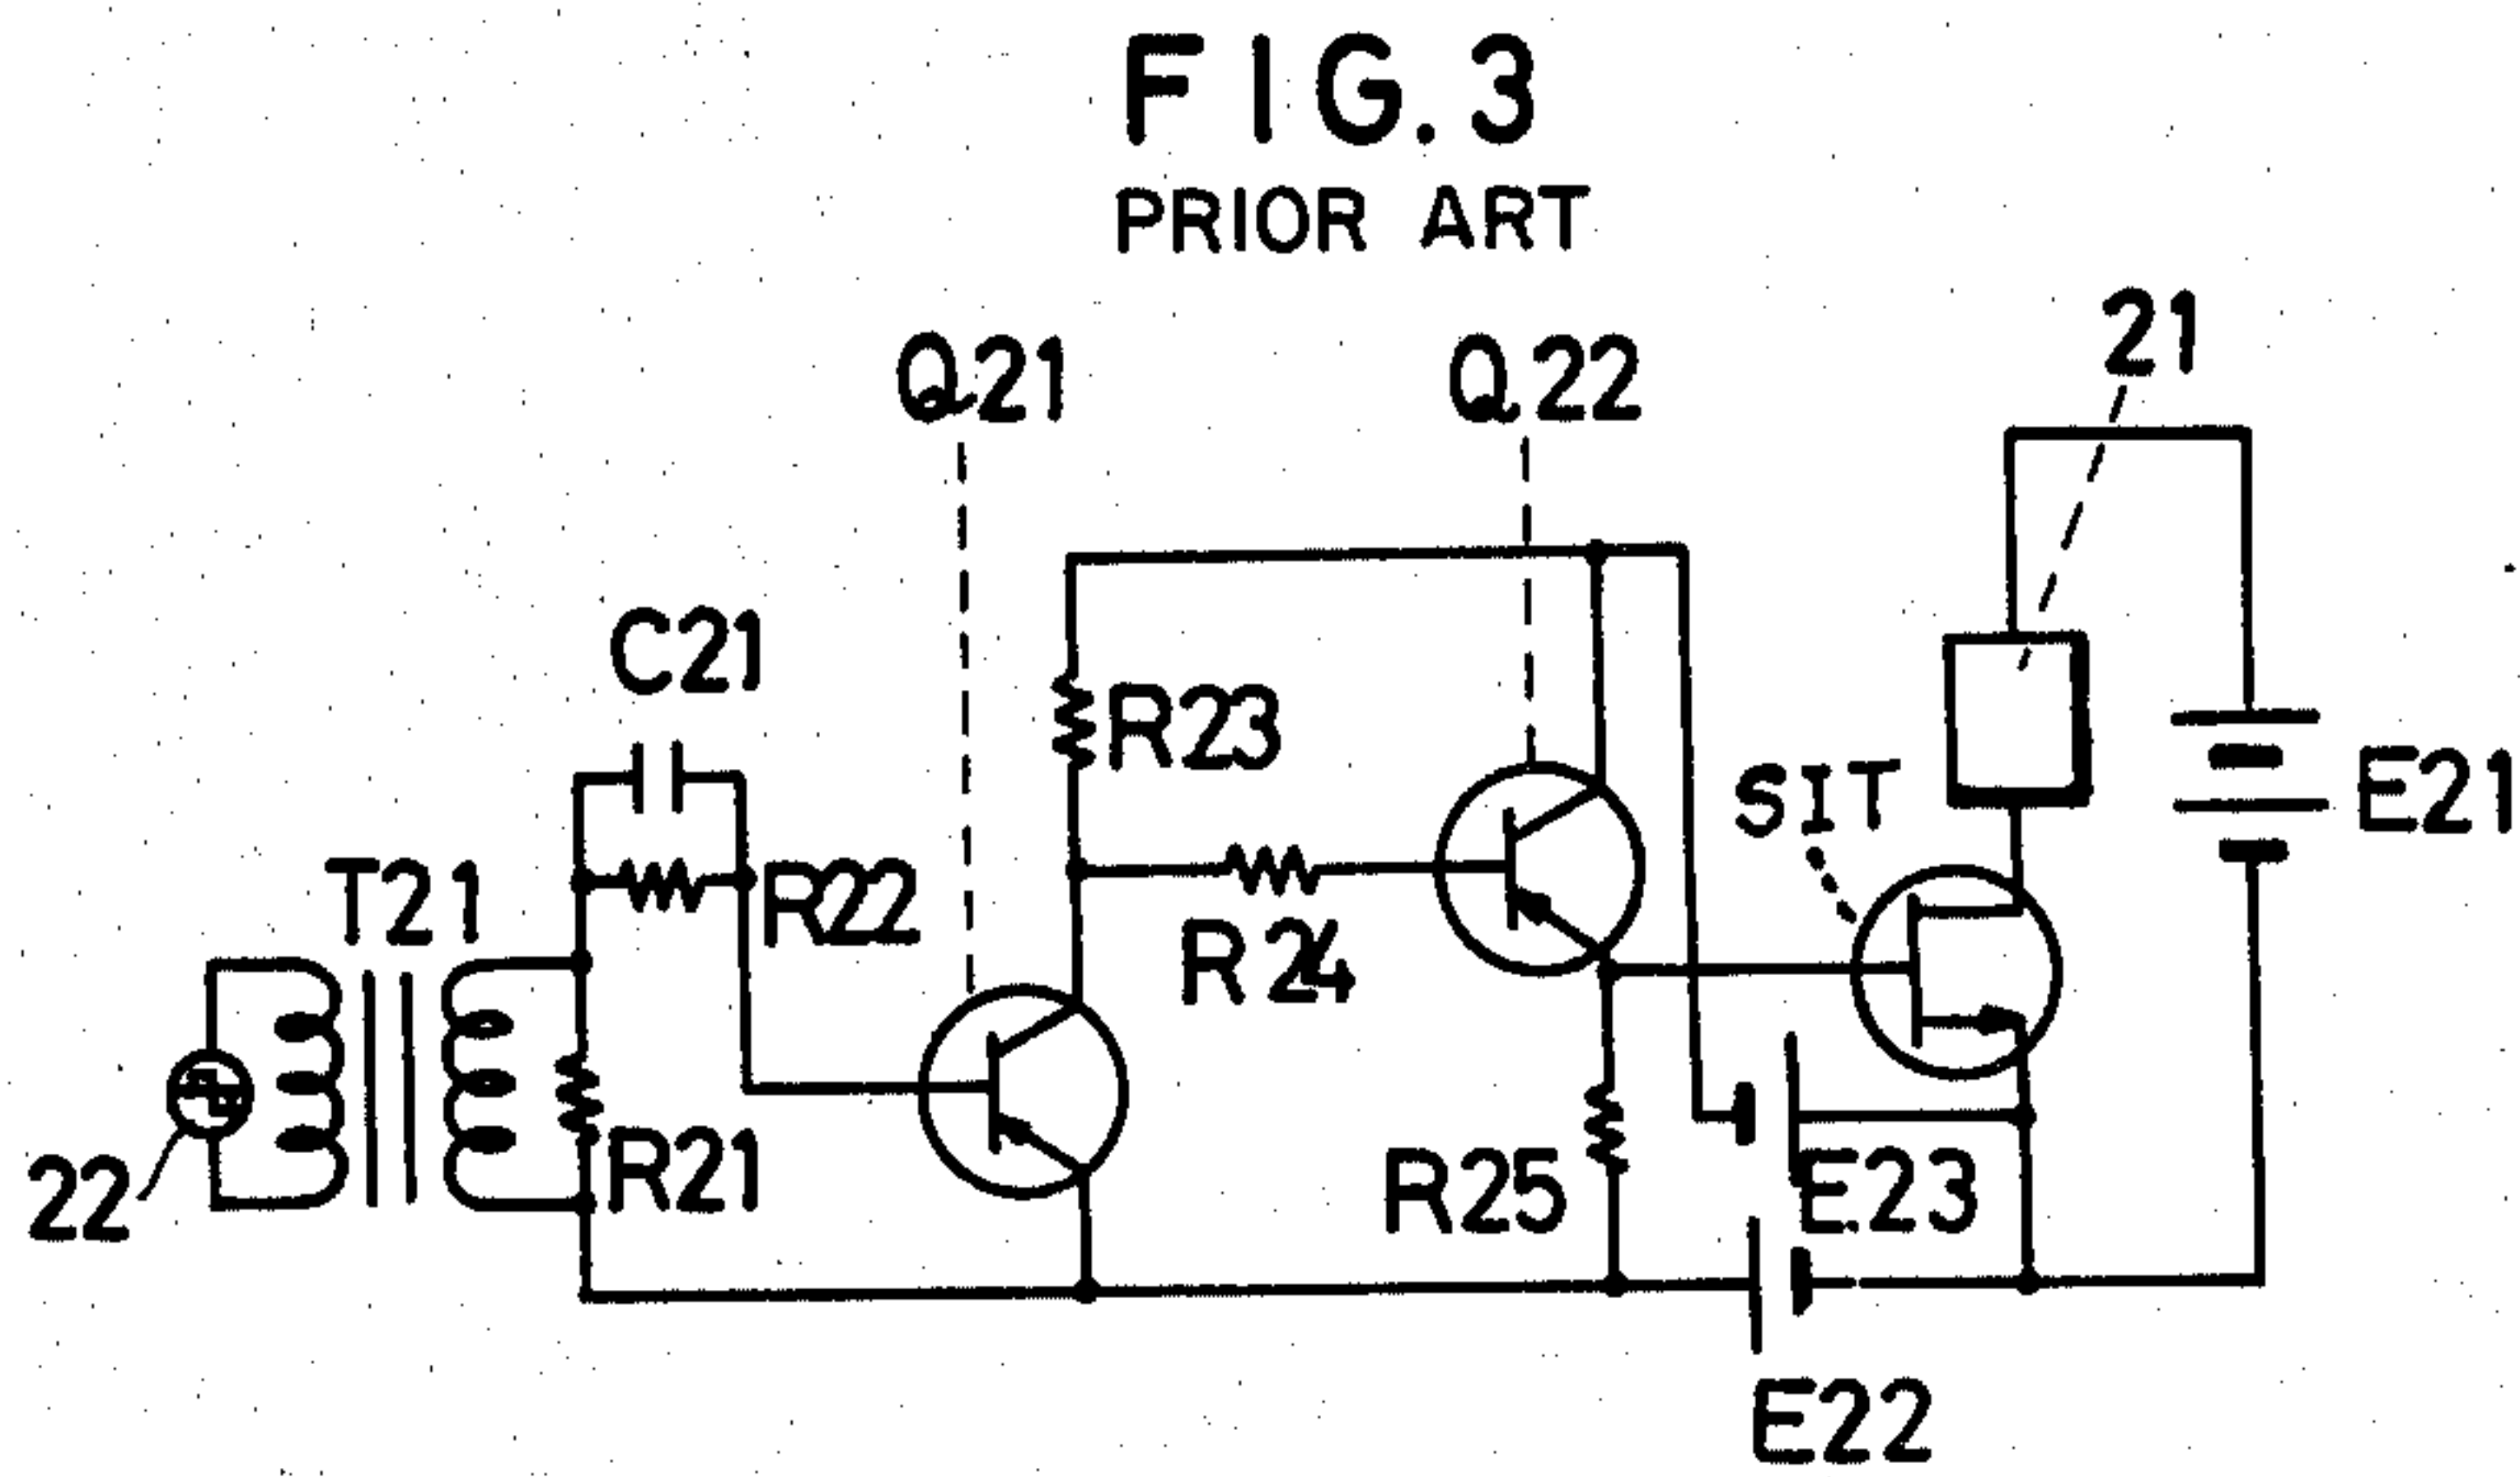 FIG.3
PRIOR ART
Q21
Q22
21
C21
R23
SIT
E21
T21
R22
R24
R21
22
R25
E23
E22